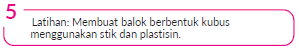 5
Latihan: Membuat balok berbentuk kubus
menggunakan stik dan plastisin.